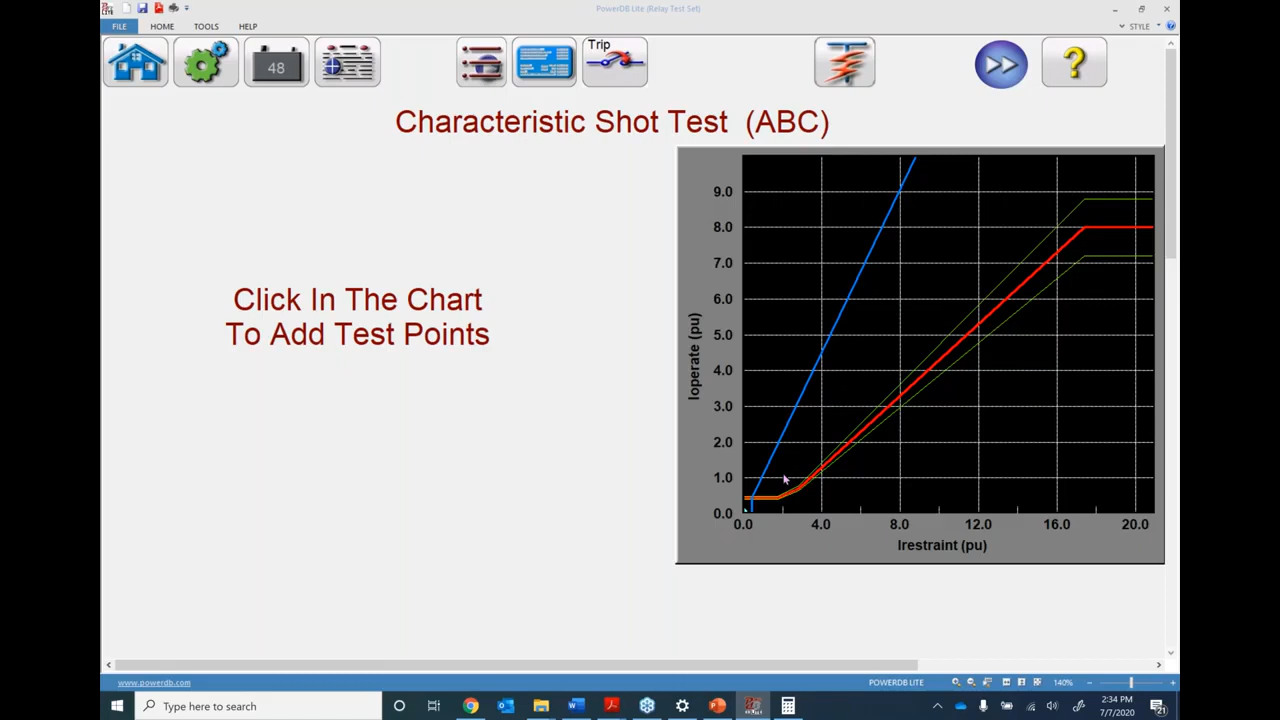 PowerDB Lite (Relay Test Set)
FILE HOME TOOLS HELP STYLE
48
Trip
?
Characteristic Shot Test (ABC)
Click In The Chart
To Add Test Points
9.0
8.0
7.0
6.0
5.0
4.0
3.0
2.0
1.0
0.0
Ioperate (pu)
0.0 4.0 8.0 12.0 16.0 20.0
Irestraint (pu)
www.powerdb.com
POWERDB LITE
140%
Type here to search
2:34 PM
7/7/2020
21